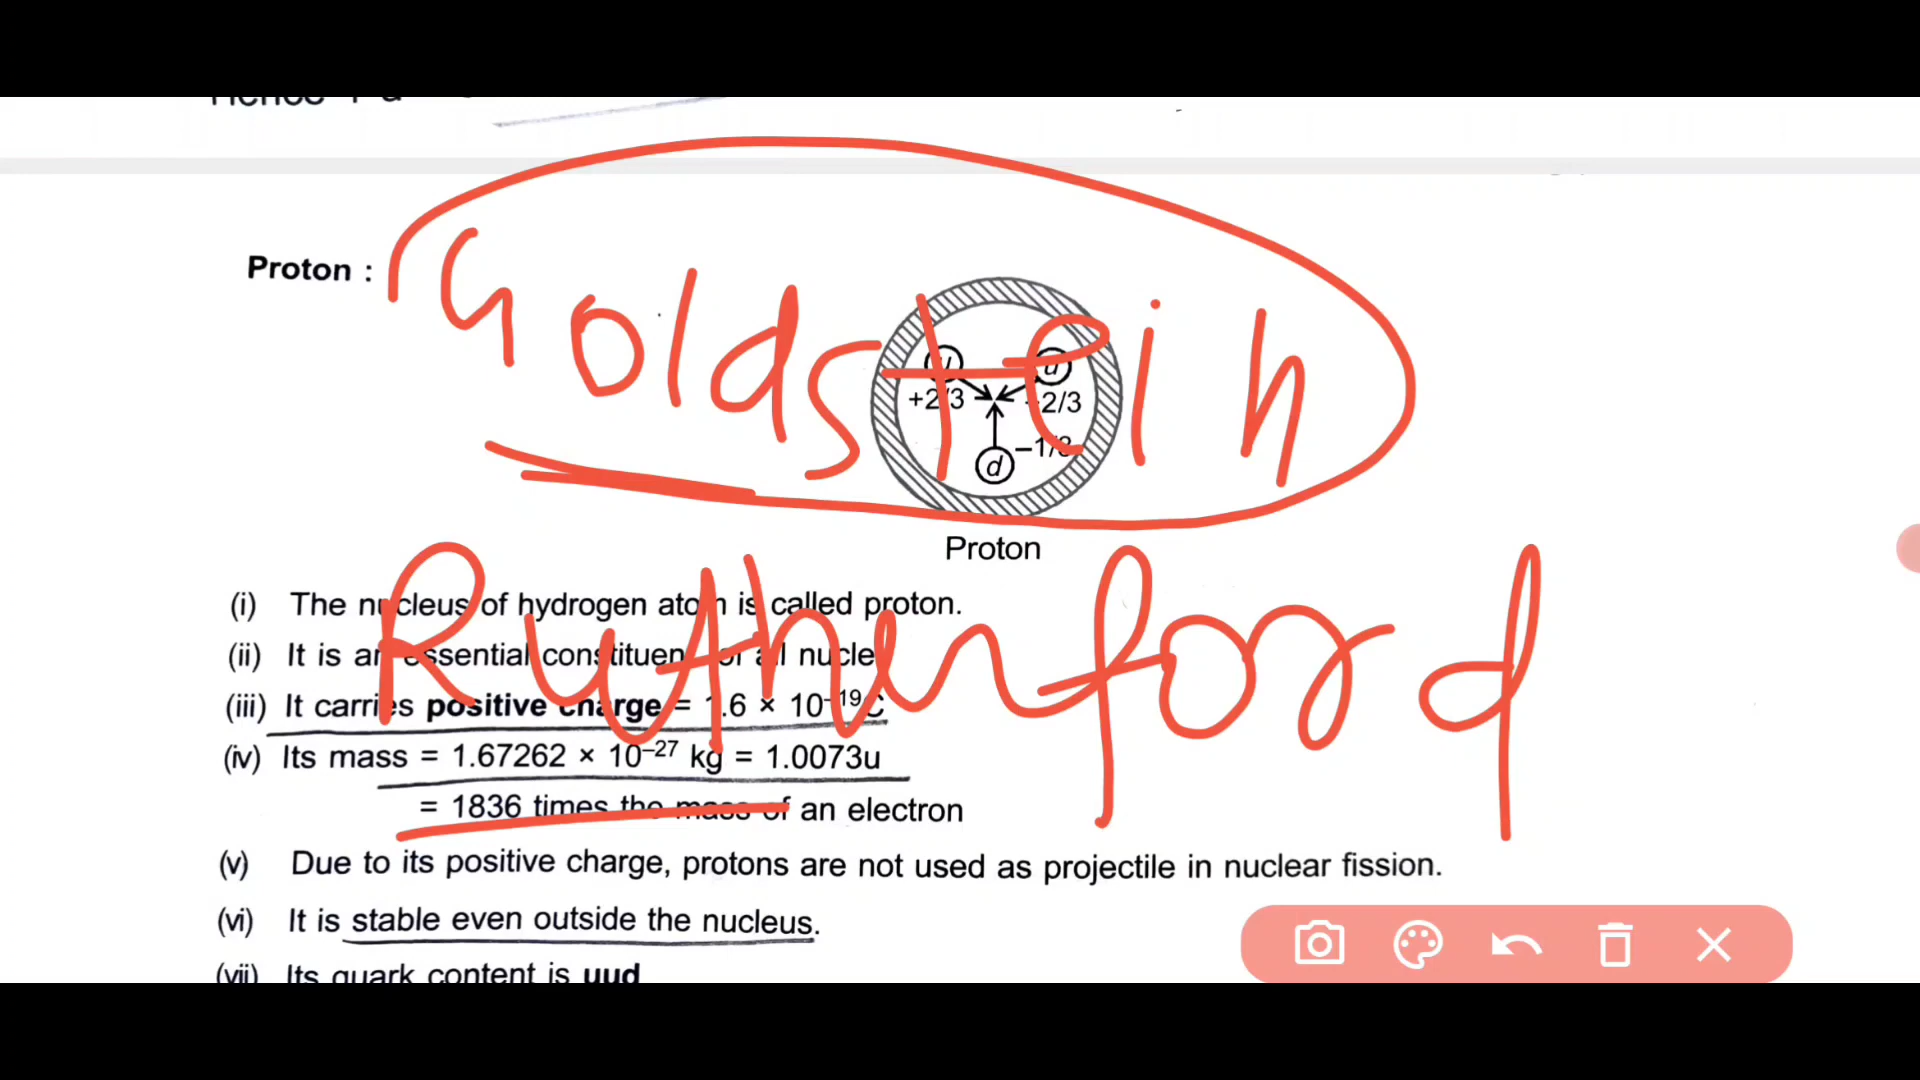 Proton :
Goldstein
u
u
+2/3
+2/3
−1/3
d
Proton
Rutherford
(i) The nucleus of hydrogen atom is called proton.
(ii) It is an essential constituent of all nuclei
(iii) It carries positive charge = 1.6 × 10⁻¹⁹C
(iv) Its mass = 1.67262 × 10⁻²⁷ kg = 1.0073u
= 1836 times the mass of an electron
(v) Due to its positive charge, protons are not used as projectile in nuclear fission.
(vi) It is stable even outside the nucleus.
(vii) Its quark content is uud